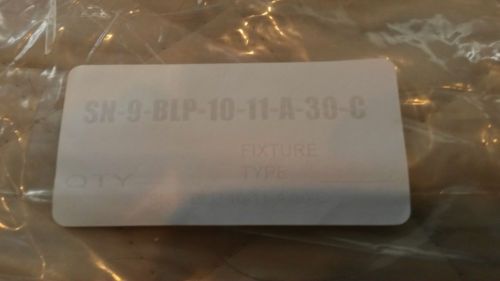 SN-9-BLP-10-11-A-30-C
FIXTURE
QTY TYPE